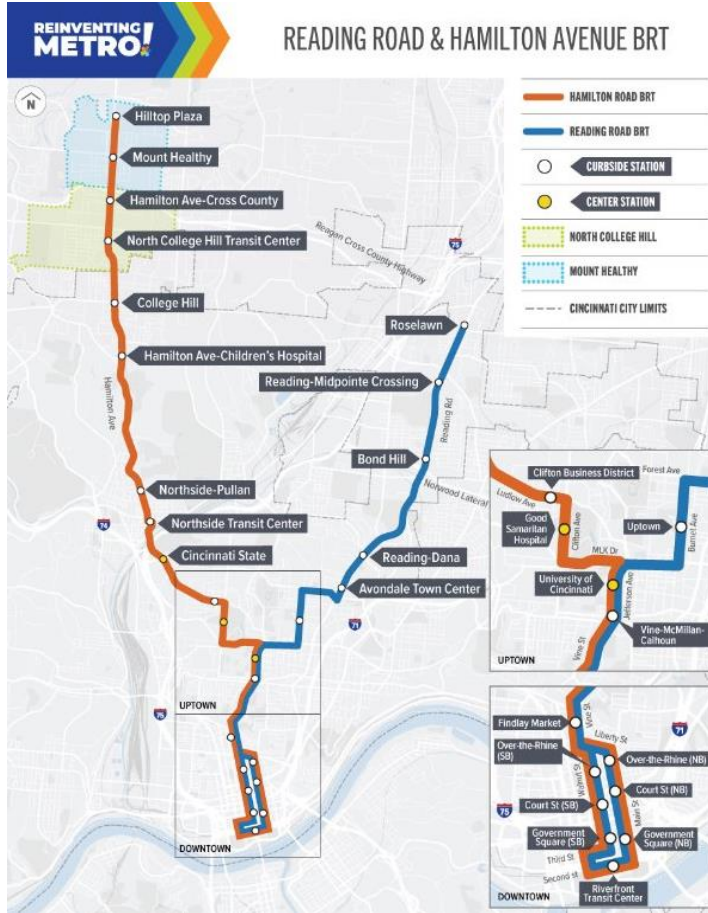 REINVENTING
METRO!
READING ROAD & HAMILTON AVENUE BRT
N
HAMILTON ROAD BRT
READING ROAD BRT
CURBSIDE STATION
CENTER STATION
NORTH COLLEGE HILL
MOUNT HEALTHY
CINCINNATI CITY LIMITS
Hilltop Plaza
Mount Healthy
Hamilton Ave-Cross County
North College Hill Transit Center
Reagan Cross County Highway
75
College Hill
Roselawn
Hamilton Ave-Children's Hospital
Reading-Midpointe Crossing
Hamilton Ave
Reading Rd
Bond Hill
Norwood Lateral
Northside-Pullan
74
Northside Transit Center
Cincinnati State
Reading-Dana
Avondale Town Center
71
75
UPTOWN
DOWNTOWN
Clifton Business District
Forest Ave
Ludlow Ave
Good
Samaritan
Hospital
Clifton Ave
Uptown
Burnet Ave
MLK Dr
University of
Cincinnati
Jefferson Ave
Vine-McMillan-
Calhoun
Vine St
UPTOWN
Findlay Market
Vine St
71
Liberty St
Over-the-Rhine
(SB)
Over-the-Rhine (NB)
Walnut St
Court St (NB)
75
Court St (SB)
Main St
Government
Square (SB)
Government
Square (NB)
Third St
Second st
Riverfront
Transit Center
DOWNTOWN